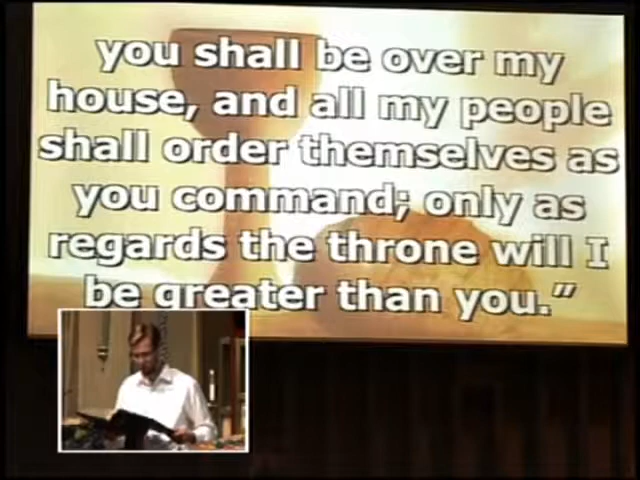 you shall be over my
house, and all my people
shall order themselves as
you command; only as
regards the throne will I
be greater than you.”